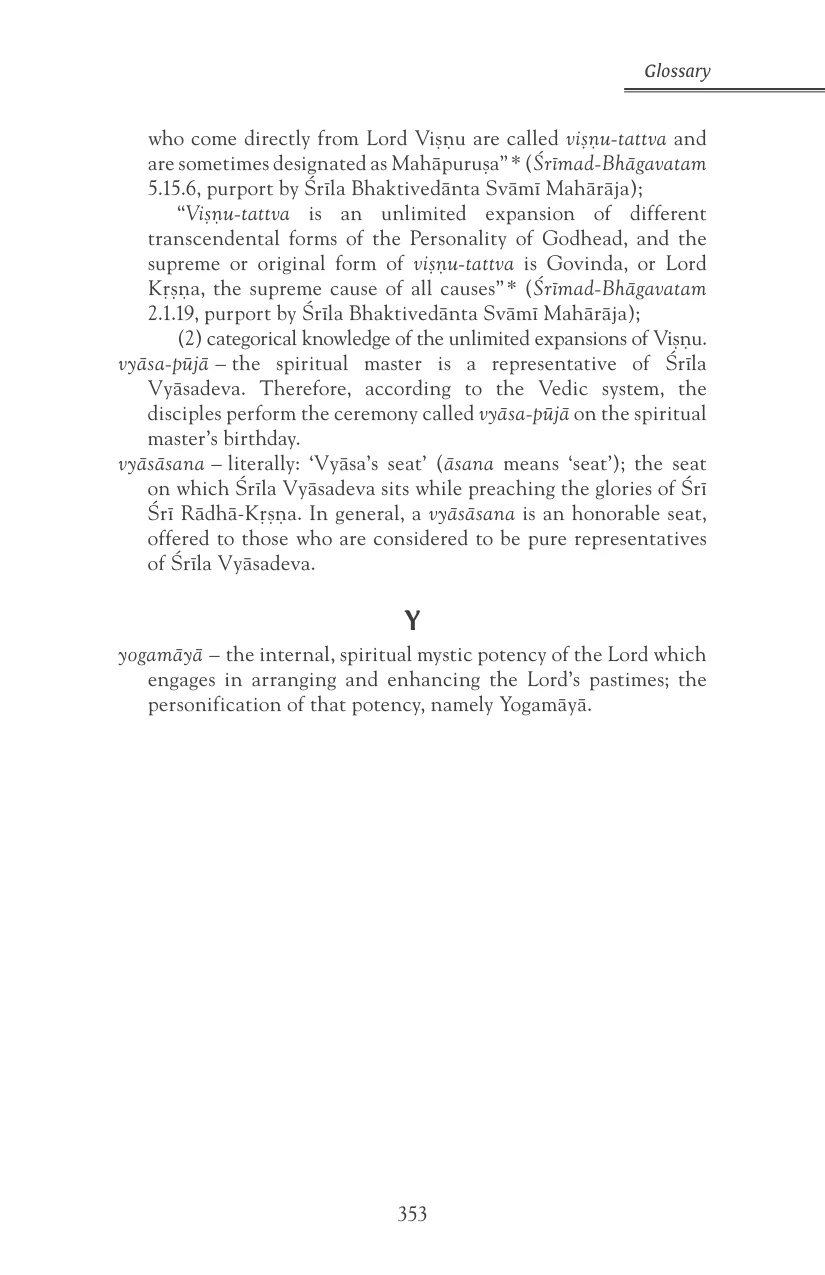 Glossary
who come directly from Lord Viṣṇu are called viṣṇu-tattva and
are sometimes designated as Mahāpuruṣa” * (Śrīmad-Bhāgavatam
5.15.6, purport by Śrīla Bhaktivedānta Svāmī Mahārāja);
“Viṣṇu-tattva is an unlimited expansion of different
transcendental forms of the Personality of Godhead, and the
supreme or original form of viṣṇu-tattva is Govinda, or Lord
Kṛṣṇa, the supreme cause of all causes” * (Śrīmad-Bhāgavatam
2.1.19, purport by Śrīla Bhaktivedānta Svāmī Mahārāja);
(2) categorical knowledge of the unlimited expansions of Viṣṇu.
vyāsa-pūjā – the spiritual master is a representative of Śrīla
Vyāsadeva. Therefore, according to the Vedic system, the
disciples perform the ceremony called vyāsa-pūjā on the spiritual
master’s birthday.
vyāsāsana – literally: ‘Vyāsa’s seat’ (āsana means ‘seat’); the seat
on which Śrīla Vyāsadeva sits while preaching the glories of Śrī
Śrī Rādhā-Kṛṣṇa. In general, a vyāsāsana is an honorable seat,
offered to those who are considered to be pure representatives
of Śrīla Vyāsadeva.
Y
yogamāyā – the internal, spiritual mystic potency of the Lord which
engages in arranging and enhancing the Lord’s pastimes; the
personification of that potency, namely Yogamāyā.
353